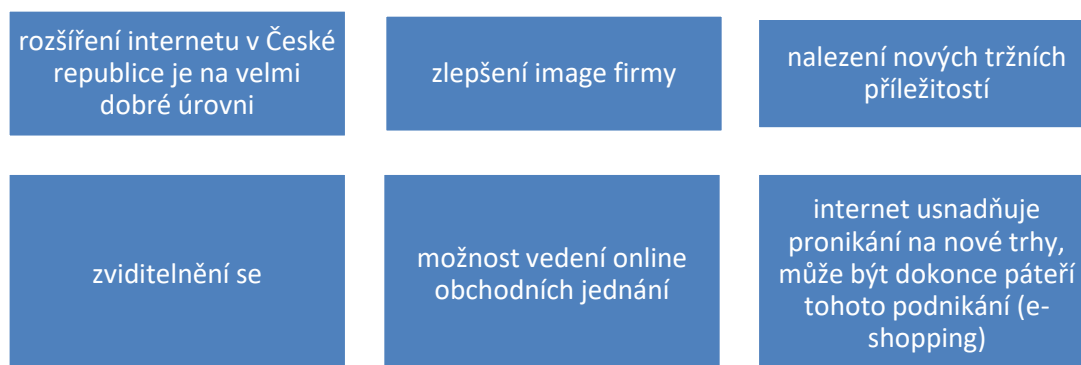 rozšíření internetu v České
republice je na velmi
dobré úrovni
zlepšení image firmy
nalezení nových tržních
příležitostí
zviditelnění se
možnost vedení online
obchodních jednání
internet usnadňuje
pronikání na nové trhy,
může být dokonce páteří
tohoto podnikání (e-
shopping)